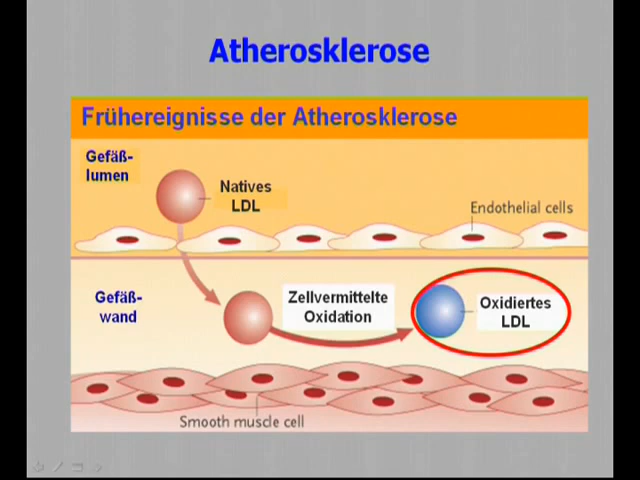 Atherosklerose
Frühereignisse der Atherosklerose
Gefäß-
lumen
Natives
LDL
Endothelial cells
Gefäß-
wand
Zellvermittelte
Oxidation
Oxidiertes
LDL
Smooth muscle cell